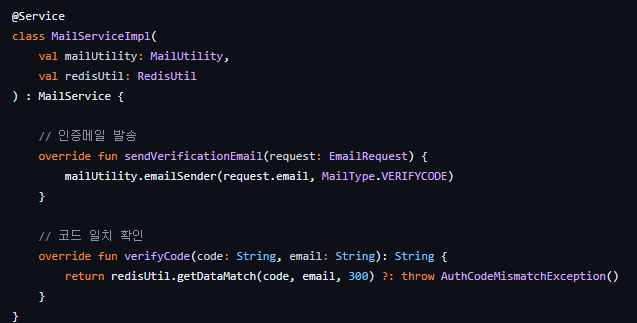 @Service
class MailServiceImpl(
    val mailUtility: MailUtility,
    val redisUtil: RedisUtil
) : MailService {
    // 인증메일 발송
    override fun sendVerificationEmail(request: EmailRequest) {
        mailUtility.emailSender(request.email, MailType.VERIFYCODE)
    }
    // 코드 일치 확인
    override fun verifyCode(code: String, email: String): String {
        return redisUtil.getDataMatch(code, email, 300) ?: throw AuthCodeMismatchException()
    }
}